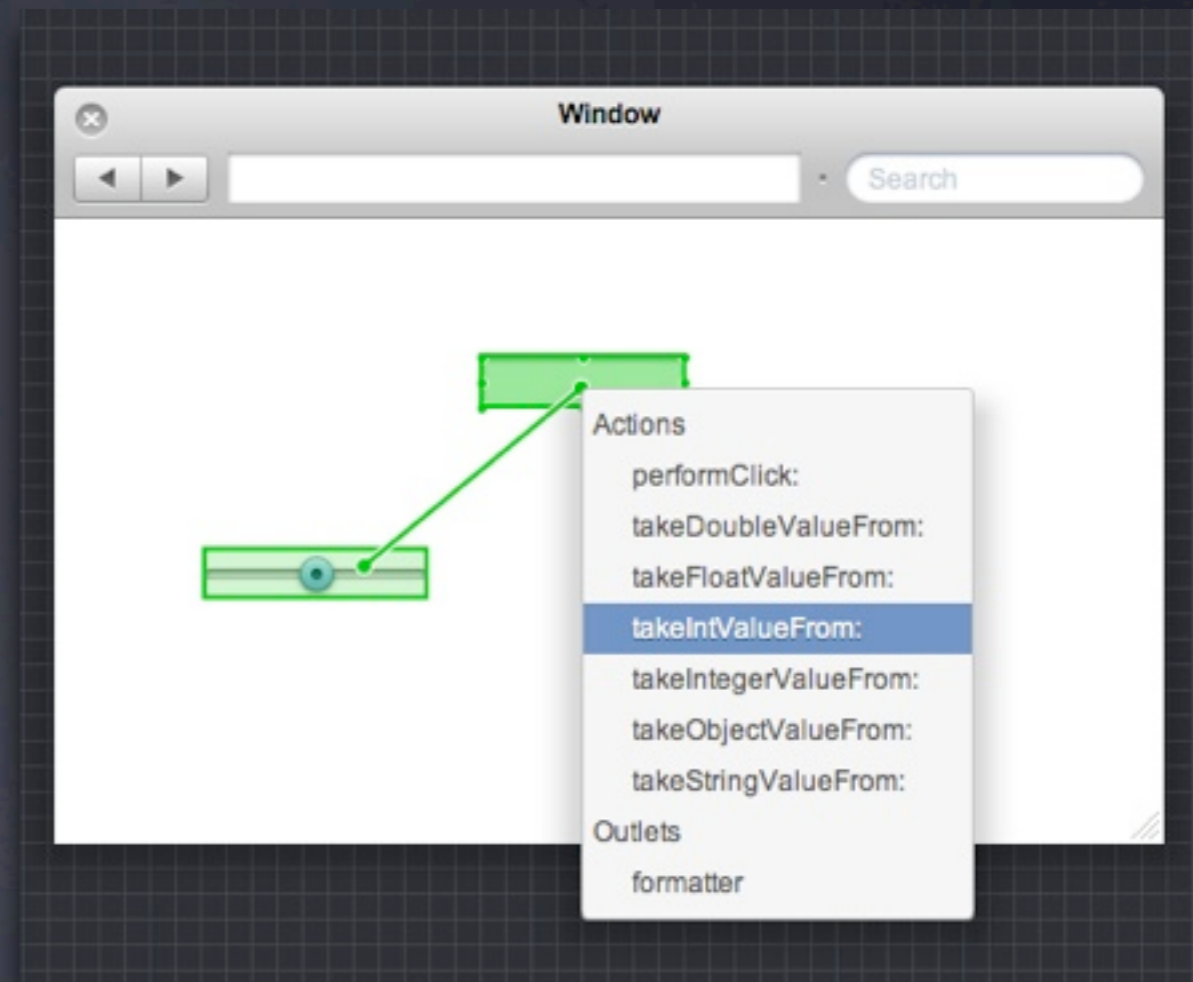 Window
Search
Actions
performClick:
takeDoubleValueFrom:
takeFloatValueFrom:
takeIntValueFrom:
takeIntegerValueFrom:
takeObjectValueFrom:
takeStringValueFrom:
Outlets
formatter